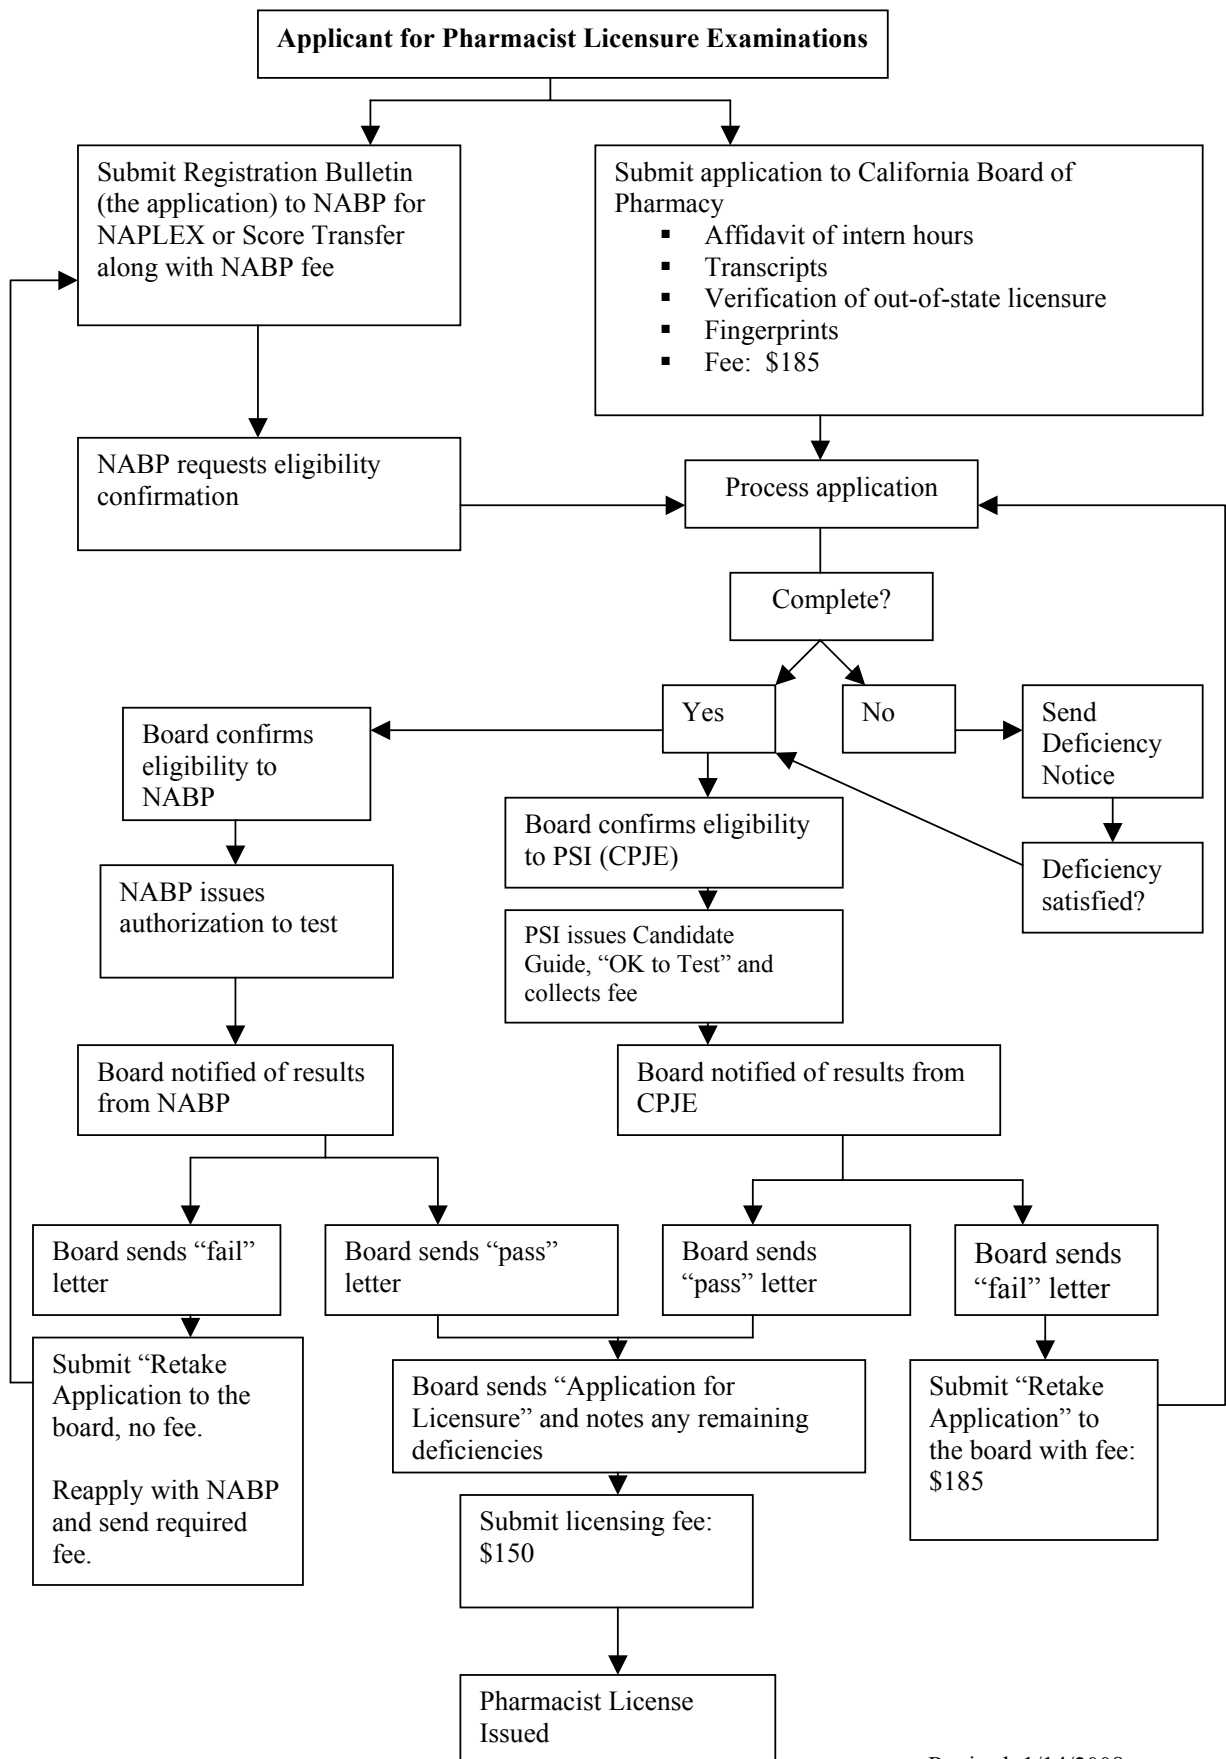 Applicant for Pharmacist Licensure Examinations
Submit Registration Bulletin
(the application) to NABP for
NAPLEX or Score Transfer
along with NABP fee
Submit application to California Board of
Pharmacy
▪ Affidavit of intern hours
▪ Transcripts
▪ Verification of out-of-state licensure
▪ Fingerprints
▪ Fee: $185
NABP requests eligibility
confirmation
Process application
Complete?
Yes
No
Send
Deficiency
Notice
Board confirms
eligibility to
NABP
Board confirms eligibility
to PSI (CPJE)
Deficiency
satisfied?
NABP issues
authorization to test
PSI issues Candidate
Guide, “OK to Test” and
collects fee
Board notified of results
from NABP
Board notified of results from
CPJE
Board sends “fail”
letter
Board sends “pass”
letter
Board sends
“pass” letter
Board sends
“fail” letter
Submit “Retake
Application to the
board, no fee.
Reapply with NABP
and send required
fee.
Board sends “Application for
Licensure” and notes any remaining
deficiencies
Submit “Retake
Application” to
the board with fee:
$185
Submit licensing fee:
$150
Pharmacist License
Issued